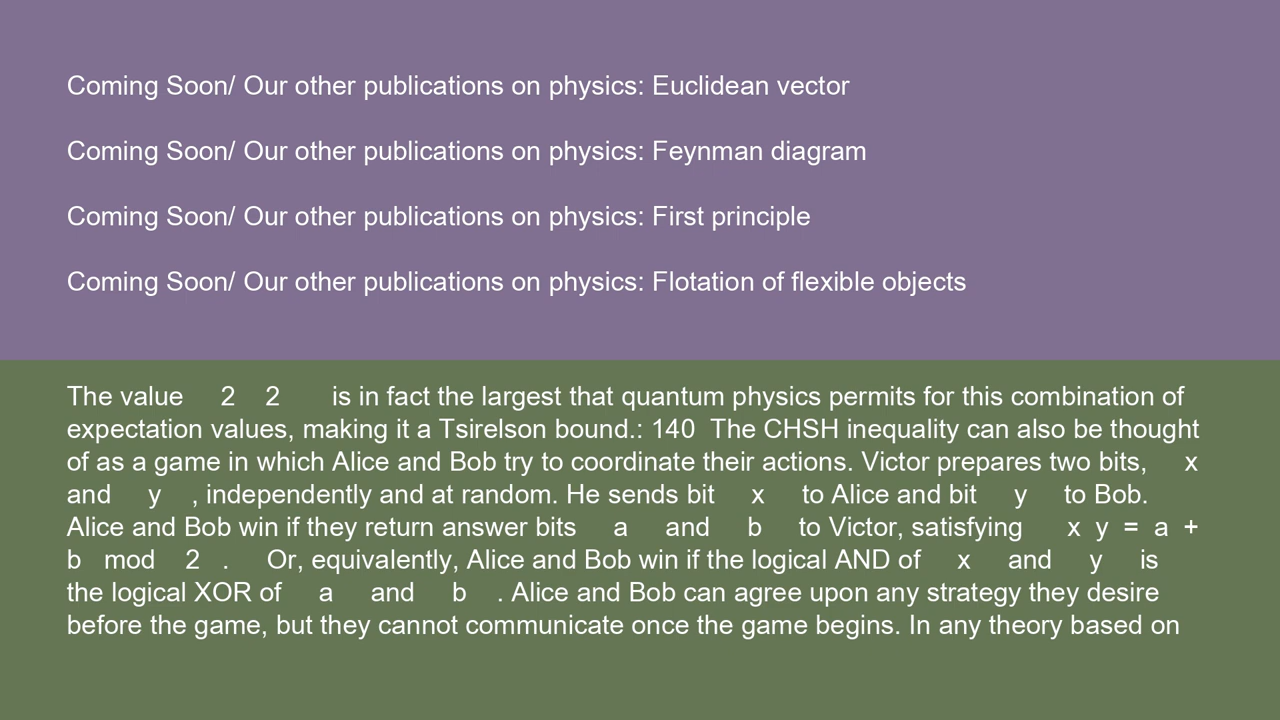 Coming Soon/ Our other publications on physics: Euclidean vector
Coming Soon/ Our other publications on physics: Feynman diagram
Coming Soon/ Our other publications on physics: First principle
Coming Soon/ Our other publications on physics: Flotation of flexible objects
The value 2 2 is in fact the largest that quantum physics permits for this combination of
expectation values, making it a Tsirelson bound.: 140 The CHSH inequality can also be thought
of as a game in which Alice and Bob try to coordinate their actions. Victor prepares two bits, x
and y , independently and at random. He sends bit x to Alice and bit y to Bob.
Alice and Bob win if they return answer bits a and b to Victor, satisfying x y = a +
b mod 2 . Or, equivalently, Alice and Bob win if the logical AND of x and y is
the logical XOR of a and b . Alice and Bob can agree upon any strategy they desire
before the game, but they cannot communicate once the game begins. In any theory based on